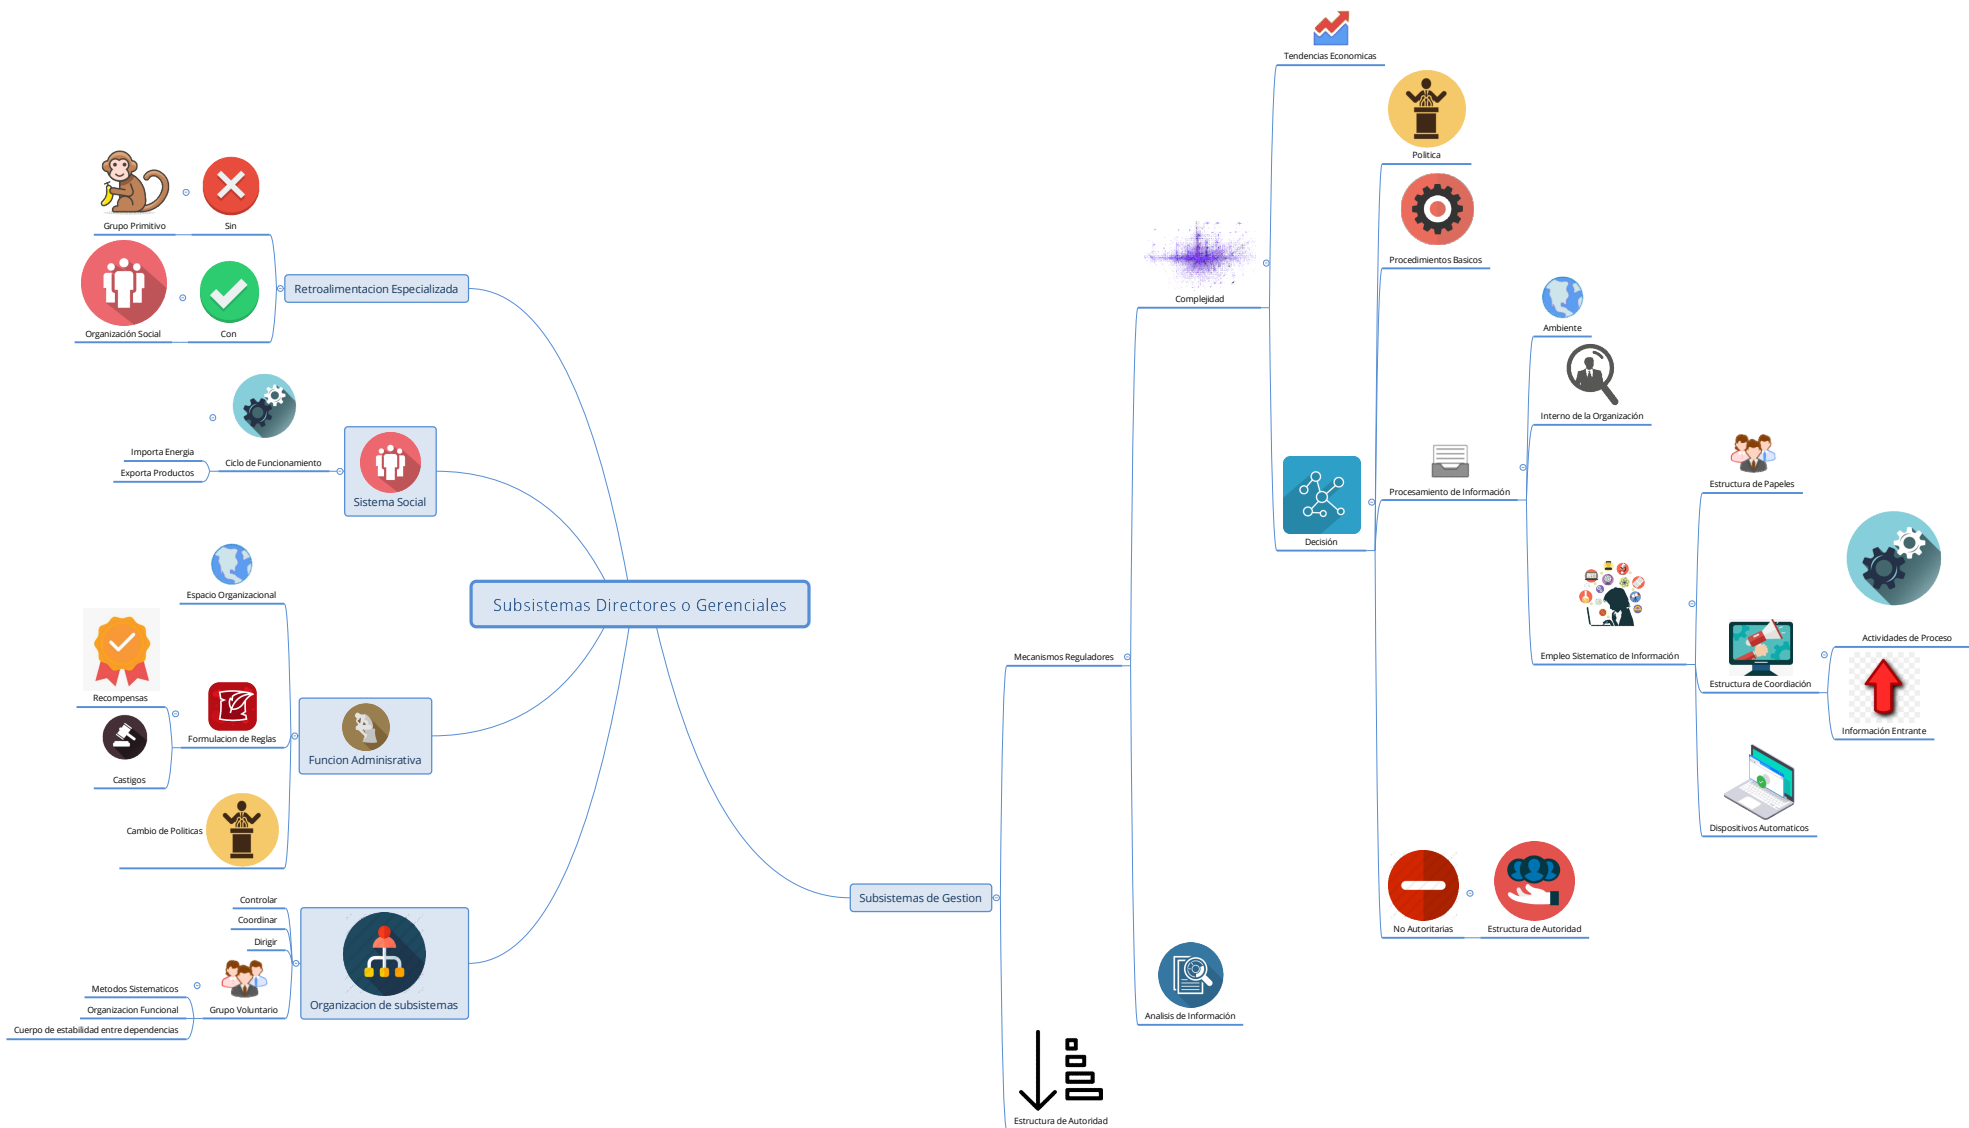 Subsistemas Directores o Gerenciales
Retroalimentacion Especializada
Sin
Grupo Primitivo
Con
Organización Social
Sistema Social
Ciclo de Funcionamiento
Importa Energia
Exporta Productos
Funcion Adminisrativa
Espacio Organizacional
Formulacion de Reglas
Recompensas
Castigos
Cambio de Politicas
Organizacion de subsistemas
Controlar
Coordinar
Dirigir
Grupo Voluntario
Metodos Sistematicos
Organizacion Funcional
Cuerpo de estabilidad entre dependencias
Subsistemas de Gestion
Mecanismos Reguladores
Complejidad
Tendencias Economicas
Decisión
Politica
Procedimientos Basicos
Procesamiento de Información
Ambiente
Interno de la Organización
Empleo Sistematico de Información
Estructura de Papeles
Estructura de Coordiación
Actividades de Proceso
Información Entrante
Dispositivos Automaticos
No Autoritarias
Estructura de Autoridad
Analisis de Información
Estructura de Autoridad